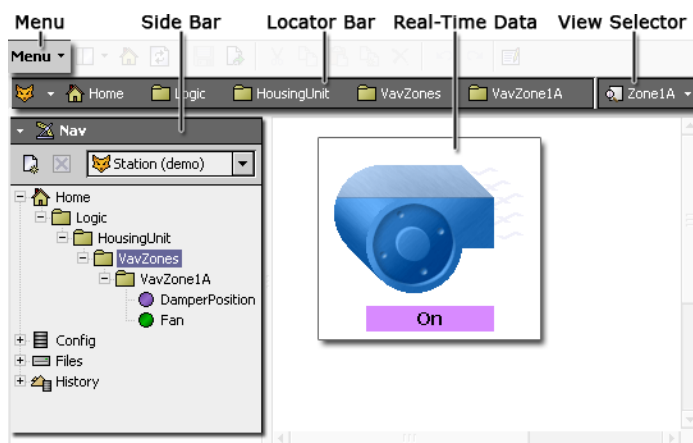 Menu Side Bar Locator Bar Real-Time Data View Selector
Menu
Home Logic HousingUnit VavZones VavZone1A Zone1A
Nav
Station (demo)
Home
Logic
HousingUnit
VavZones
VavZone1A
DamperPosition
Fan
On
Config
Files
History